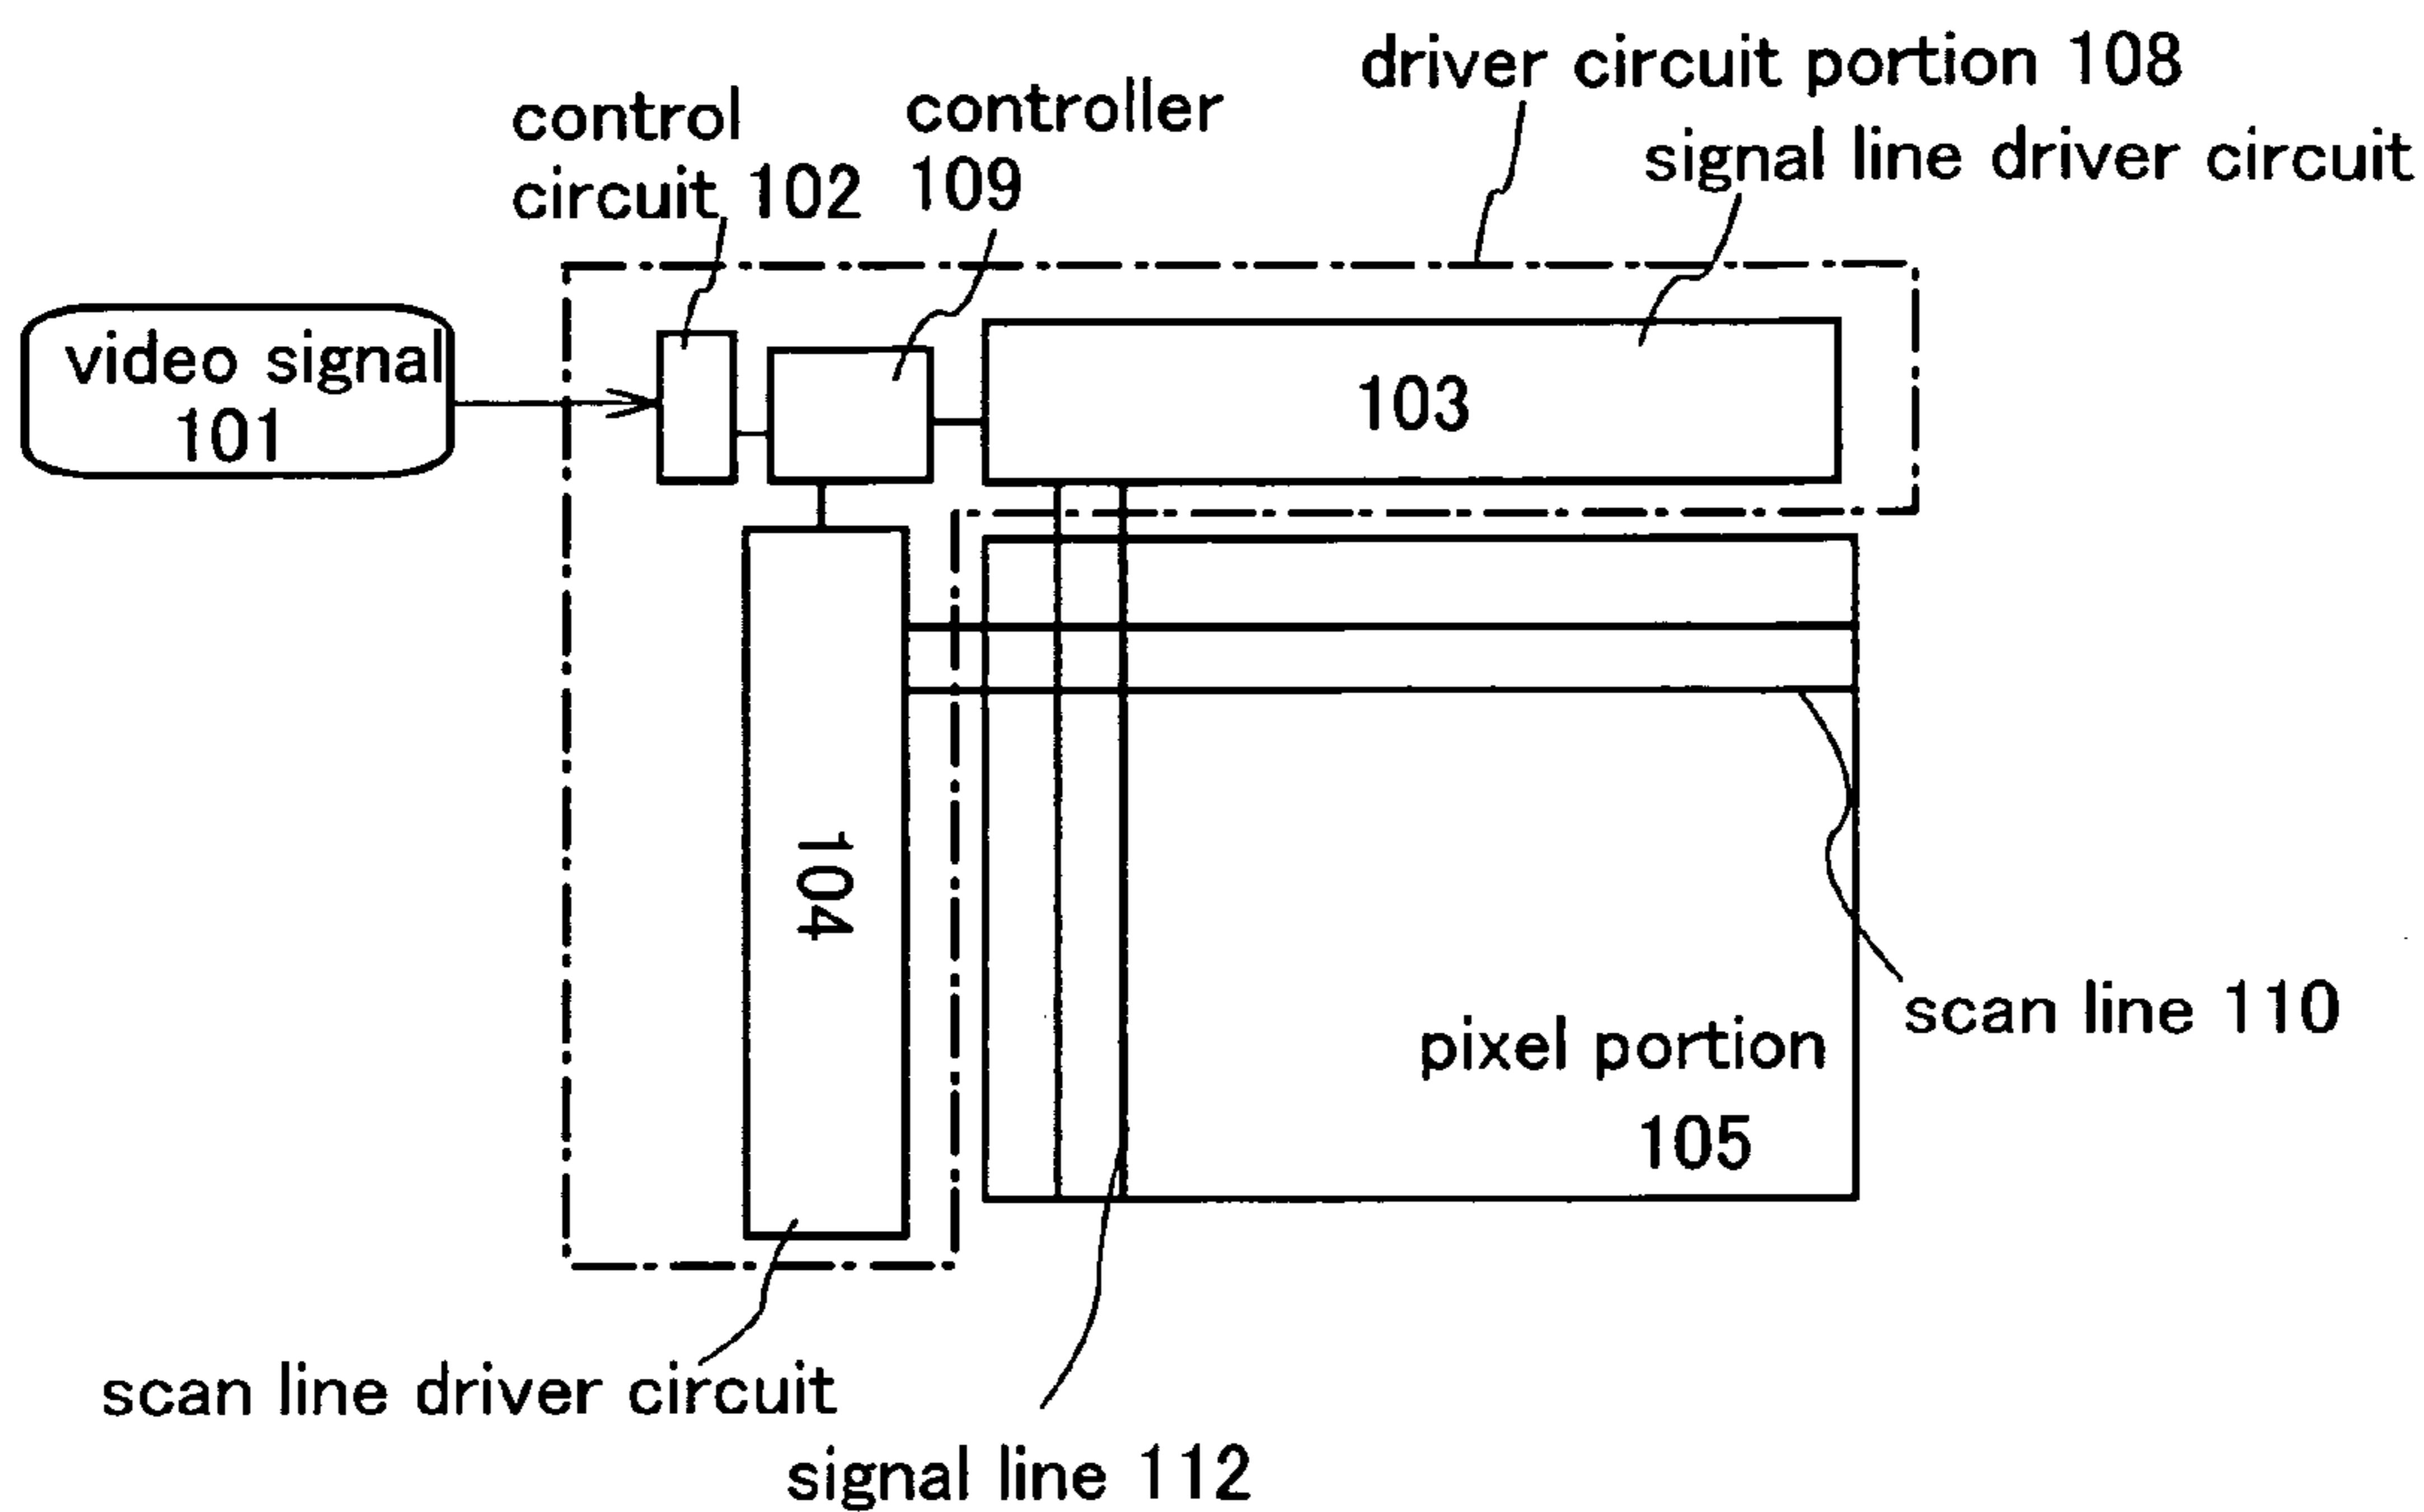 driver circuit portion 108
control
circuit 102
controller
109
signal line driver circuit
video signal
101
103
104
scan line 110
pixel portion
105
scan line driver circuit
signal line 112